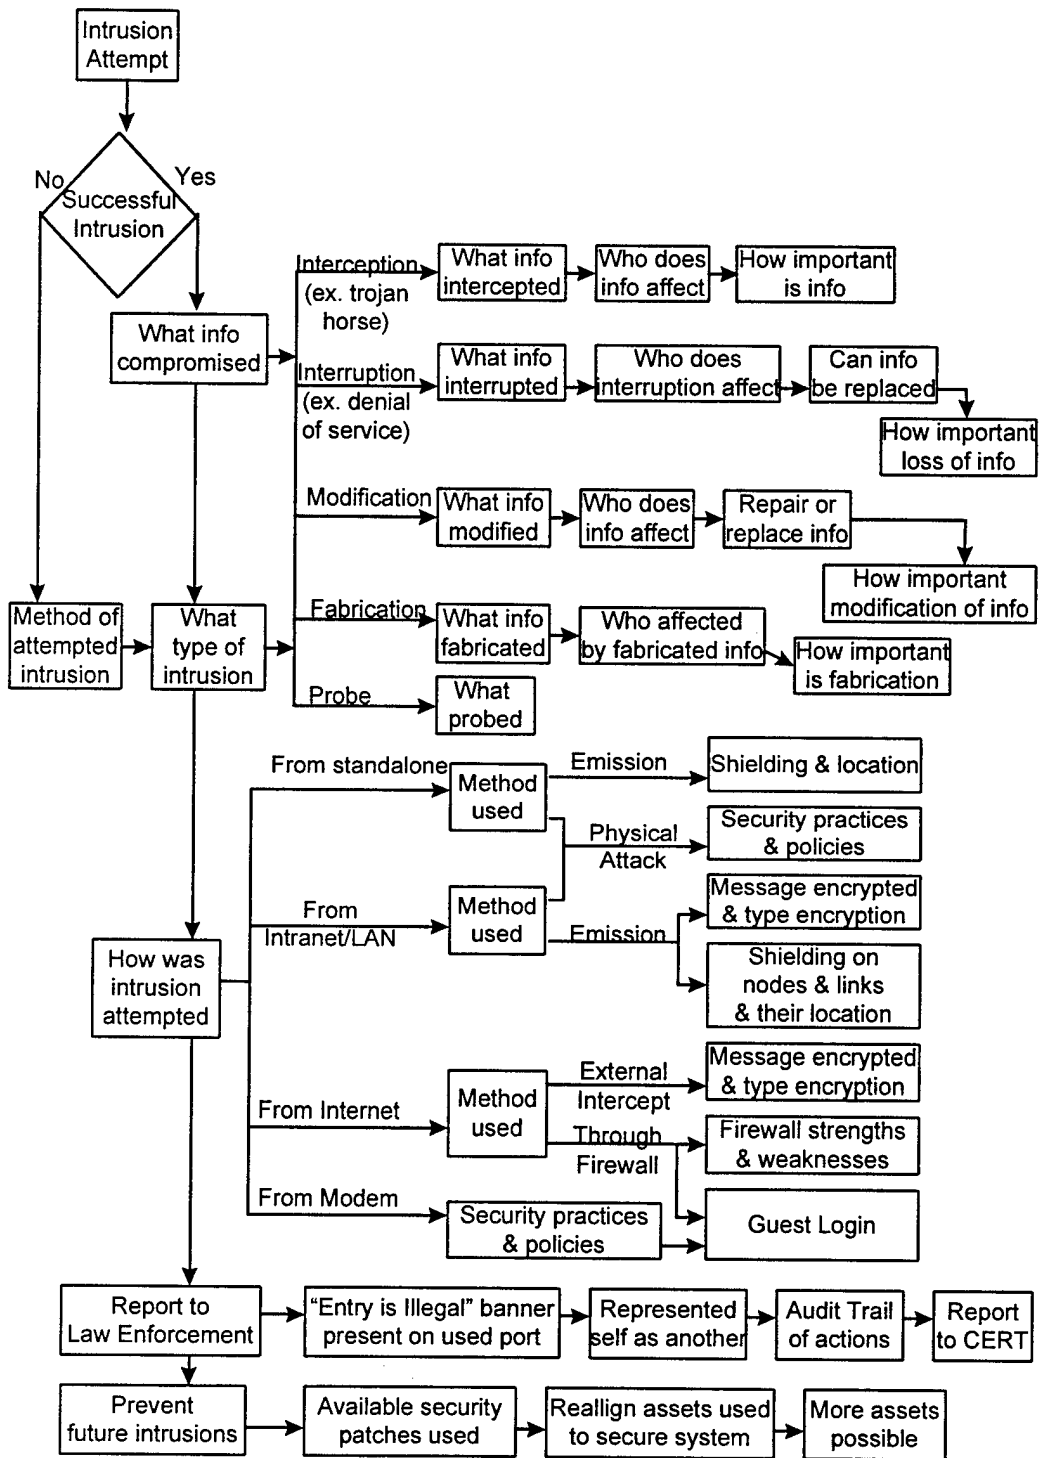 Intrusion
Attempt
No
Yes
Successful
Intrusion
What info
compromised
Interception
(ex. trojan
horse)
What info
intercepted
Who does
info affect
How important
is info
Interruption
(ex. denial
of service)
What info
interrupted
Who does
interruption affect
Can info
be replaced
How important
loss of info
Modification
What info
modified
Who does
info affect
Repair or
replace info
How important
modification of info
Method of
attempted
intrusion
What
type of
intrusion
Fabrication
What info
fabricated
Who affected
by fabricated info
How important
is fabrication
Probe
What
probed
From standalone
Method
used
Emission
Shielding & location
Physical
Attack
Security practices
& policies
From
Intranet/LAN
Method
used
Emission
Message encrypted
& type encryption
Shielding on
nodes & links
& their location
How was
intrusion
attempted
From Internet
Method
used
External
Intercept
Message encrypted
& type encryption
Through
Firewall
Firewall strengths
& weaknesses
From Modem
Security practices
& policies
Guest Login
Report to
Law Enforcement
“Entry is Illegal” banner
present on used port
Represented
self as another
Audit Trail
of actions
Report
to CERT
Prevent
future intrusions
Available security
patches used
Reallign assets used
to secure system
More assets
possible